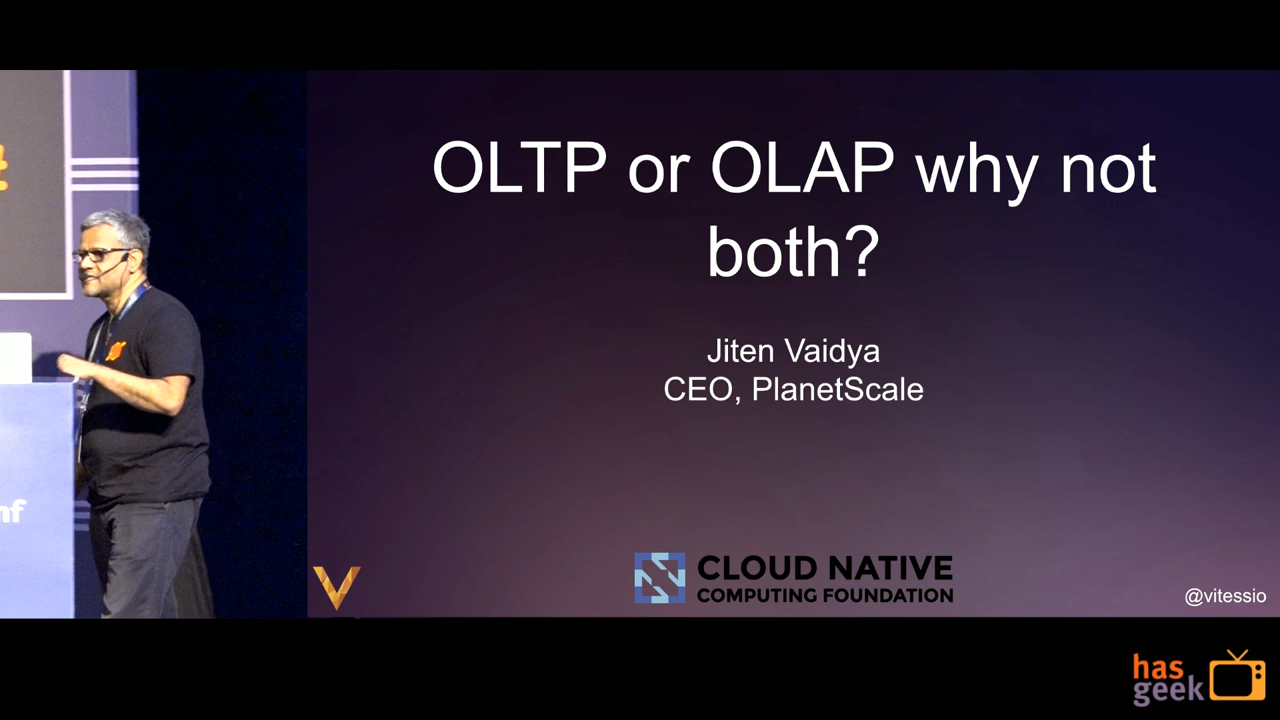 OLTP or OLAP why not
both?
Jiten Vaidya
CEO, PlanetScale
CLOUD NATIVE
COMPUTING FOUNDATION
@vitessio
has
geek